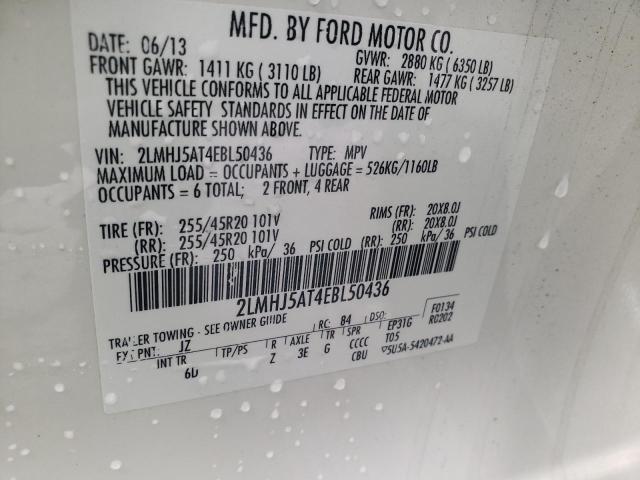 MFD. BY FORD MOTOR CO.
DATE: 06/13 GVWR: 2880 KG (6350 LB)
FRONT GAWR: 1411 KG (3110 LB) REAR GAWR: 1477 KG (3257 LB)
THIS VEHICLE CONFORMS TO ALL APPLICABLE FEDERAL MOTOR
VEHICLE SAFETY STANDARDS IN EFFECT ON THE DATE OF
MANUFACTURE SHOWN ABOVE.
VIN: 2LMHJ5AT4EBL50436 TYPE: MPV
MAXIMUM LOAD = OCCUPANTS + LUGGAGE = 526KG/1160LB
OCCUPANTS = 6 TOTAL; 2 FRONT, 4 REAR
TIRE (FR): 255/45R20 101V RIMS (FR): 20X8.0J
(RR): 255/45R20 101V (RR): 20X8.0J
PRESSURE (FR): 250 kPa/ 36 PSI COLD (RR): 250 kPa/ 36 PSI COLD
2LMHJ5AT4EBL50436
TRAILER TOWING - SEE OWNER GUIDE
EXT PNT: JZ RC: 84 DSO: F0134
INT TR TP/PS R AXLE TR SPR EP31G RC202
6U Z 3E G CCCC T05
CBU 5U5A-5420472-AA